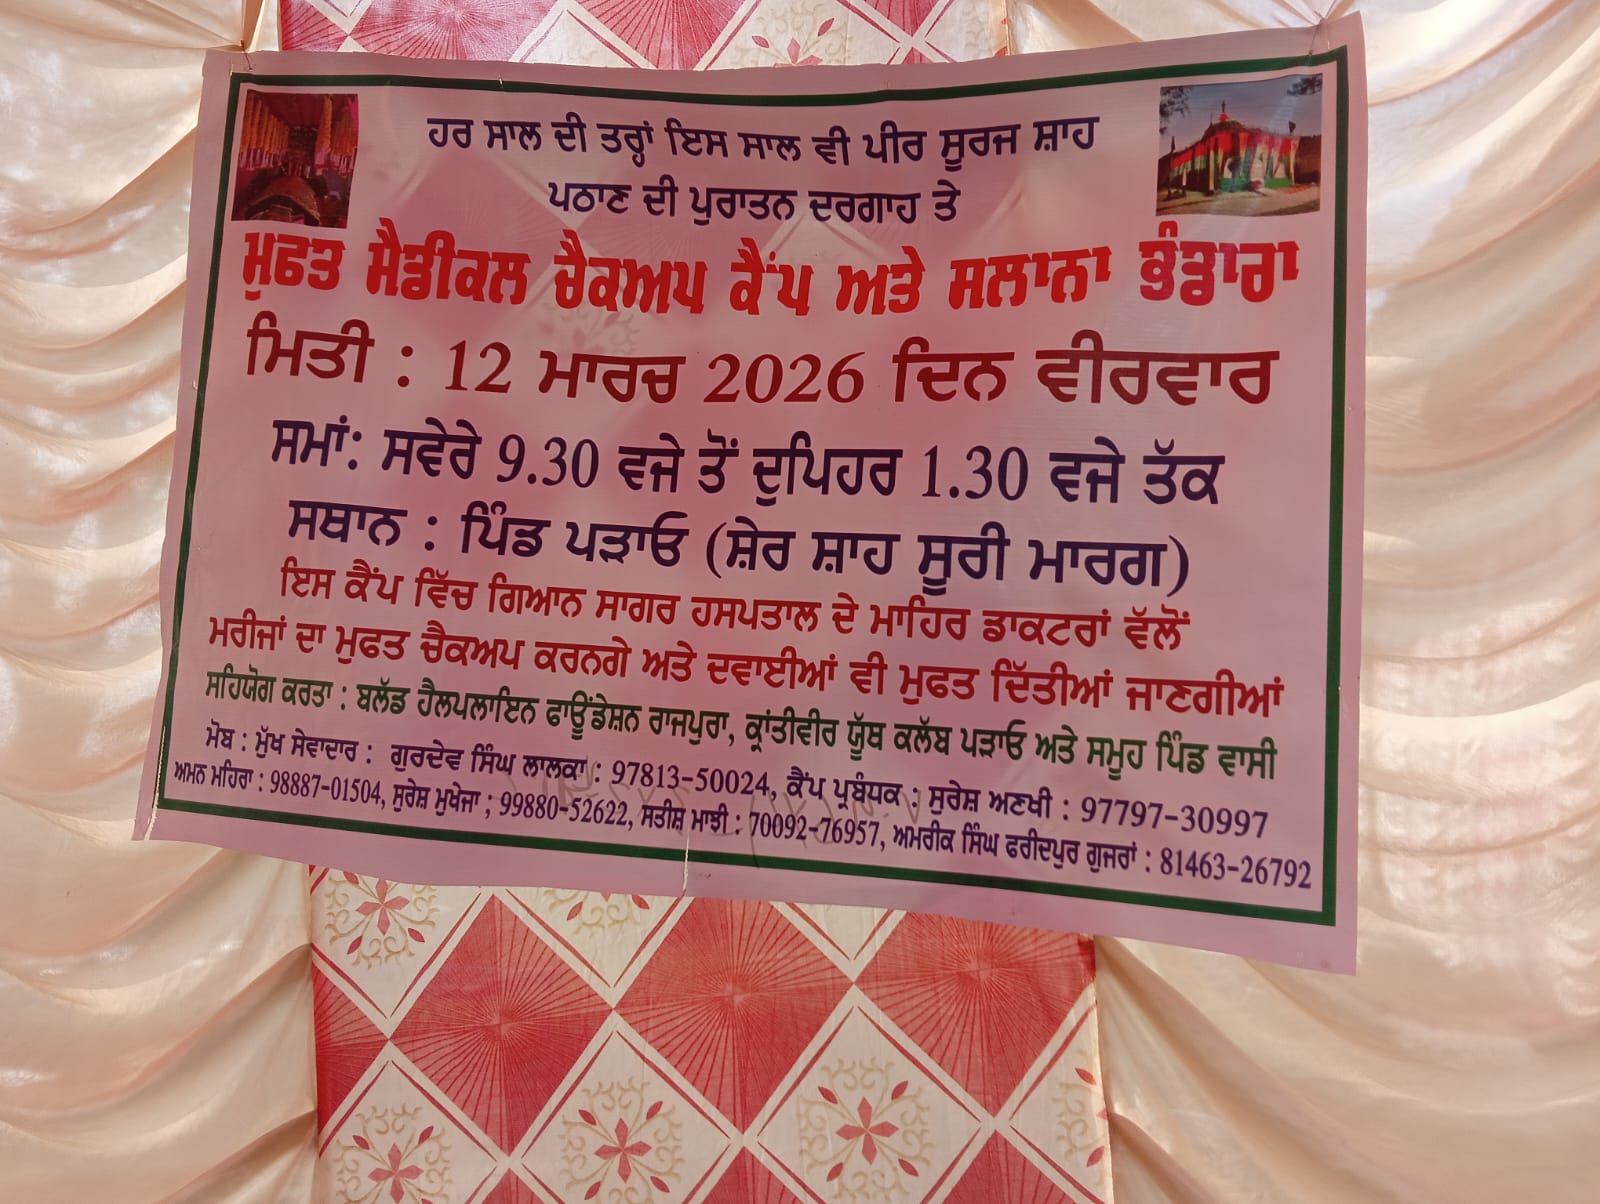 ਹਰ ਸਾਲ ਦੀ ਤਰ੍ਹਾਂ ਇਸ ਸਾਲ ਵੀ ਪੀਰ ਸੂਰਜ ਸ਼ਾਹ
ਪਠਾਣ ਦੀ ਪੁਰਾਤਨ ਦਰਗਾਹ ਤੇ
ਮੁਫਤ ਮੈਡੀਕਲ ਚੈਕਅਪ ਕੈਂਪ ਅਤੇ ਸਲਾਨਾ ਭੰਡਾਰਾ
ਮਿਤੀ : 12 ਮਾਰਚ 2026 ਦਿਨ ਵੀਰਵਾਰ
ਸਮਾਂ: ਸਵੇਰੇ 9.30 ਵਜੇ ਤੋਂ ਦੁਪਿਹਰ 1.30 ਵਜੇ ਤੱਕ
ਸਥਾਨ : ਪਿੰਡ ਪੜਾਓ (ਸ਼ੇਰ ਸ਼ਾਹ ਸੂਰੀ ਮਾਰਗ)
ਇਸ ਕੈਂਪ ਵਿੱਚ ਗਿਆਨ ਸਾਗਰ ਹਸਪਤਾਲ ਦੇ ਮਾਹਿਰ ਡਾਕਟਰਾਂ ਵੱਲੋਂ
ਮਰੀਜਾਂ ਦਾ ਮੁਫਤ ਚੈਕਅਪ ਕਰਨਗੇ ਅਤੇ ਦਵਾਈਆਂ ਵੀ ਮੁਫਤ ਦਿੱਤੀਆਂ ਜਾਣਗੀਆਂ
ਸਹਿਯੋਗ ਕਰਤਾ : ਬਲੱਡ ਹੈਲਪਲਾਇਨ ਫਾਊਂਡੇਸ਼ਨ ਰਾਜਪੁਰਾ, ਕ੍ਰਾਂਤੀਵੀਰ ਯੂੱਥ ਕਲੱਬ ਪੜਾਓ ਅਤੇ ਸਮੂਹ ਪਿੰਡ ਵਾਸੀ
ਮੋਬ : ਮੁੱਖ ਸੇਵਾਦਾਰ : ਗੁਰਦੇਵ ਸਿੰਘ ਲਾਲਕਾ : 97813-50024, ਕੈਂਪ ਪ੍ਰਬੰਧਕ : ਸੁਰੇਸ਼ ਅਣਖੀ : 97797-30997
ਅਮਨ ਮਹਿਰਾ : 98887-01504, ਸੁਰੇਸ਼ ਮੁਖੇਜਾ ; 99880-52622, ਸਤੀਸ਼ ਮਾਝੀ : 70092-76957, ਅਮਰੀਕ ਸਿੰਘ ਫਰੀਦਪੁਰ ਗੁਜਰਾਂ : 81463-26792